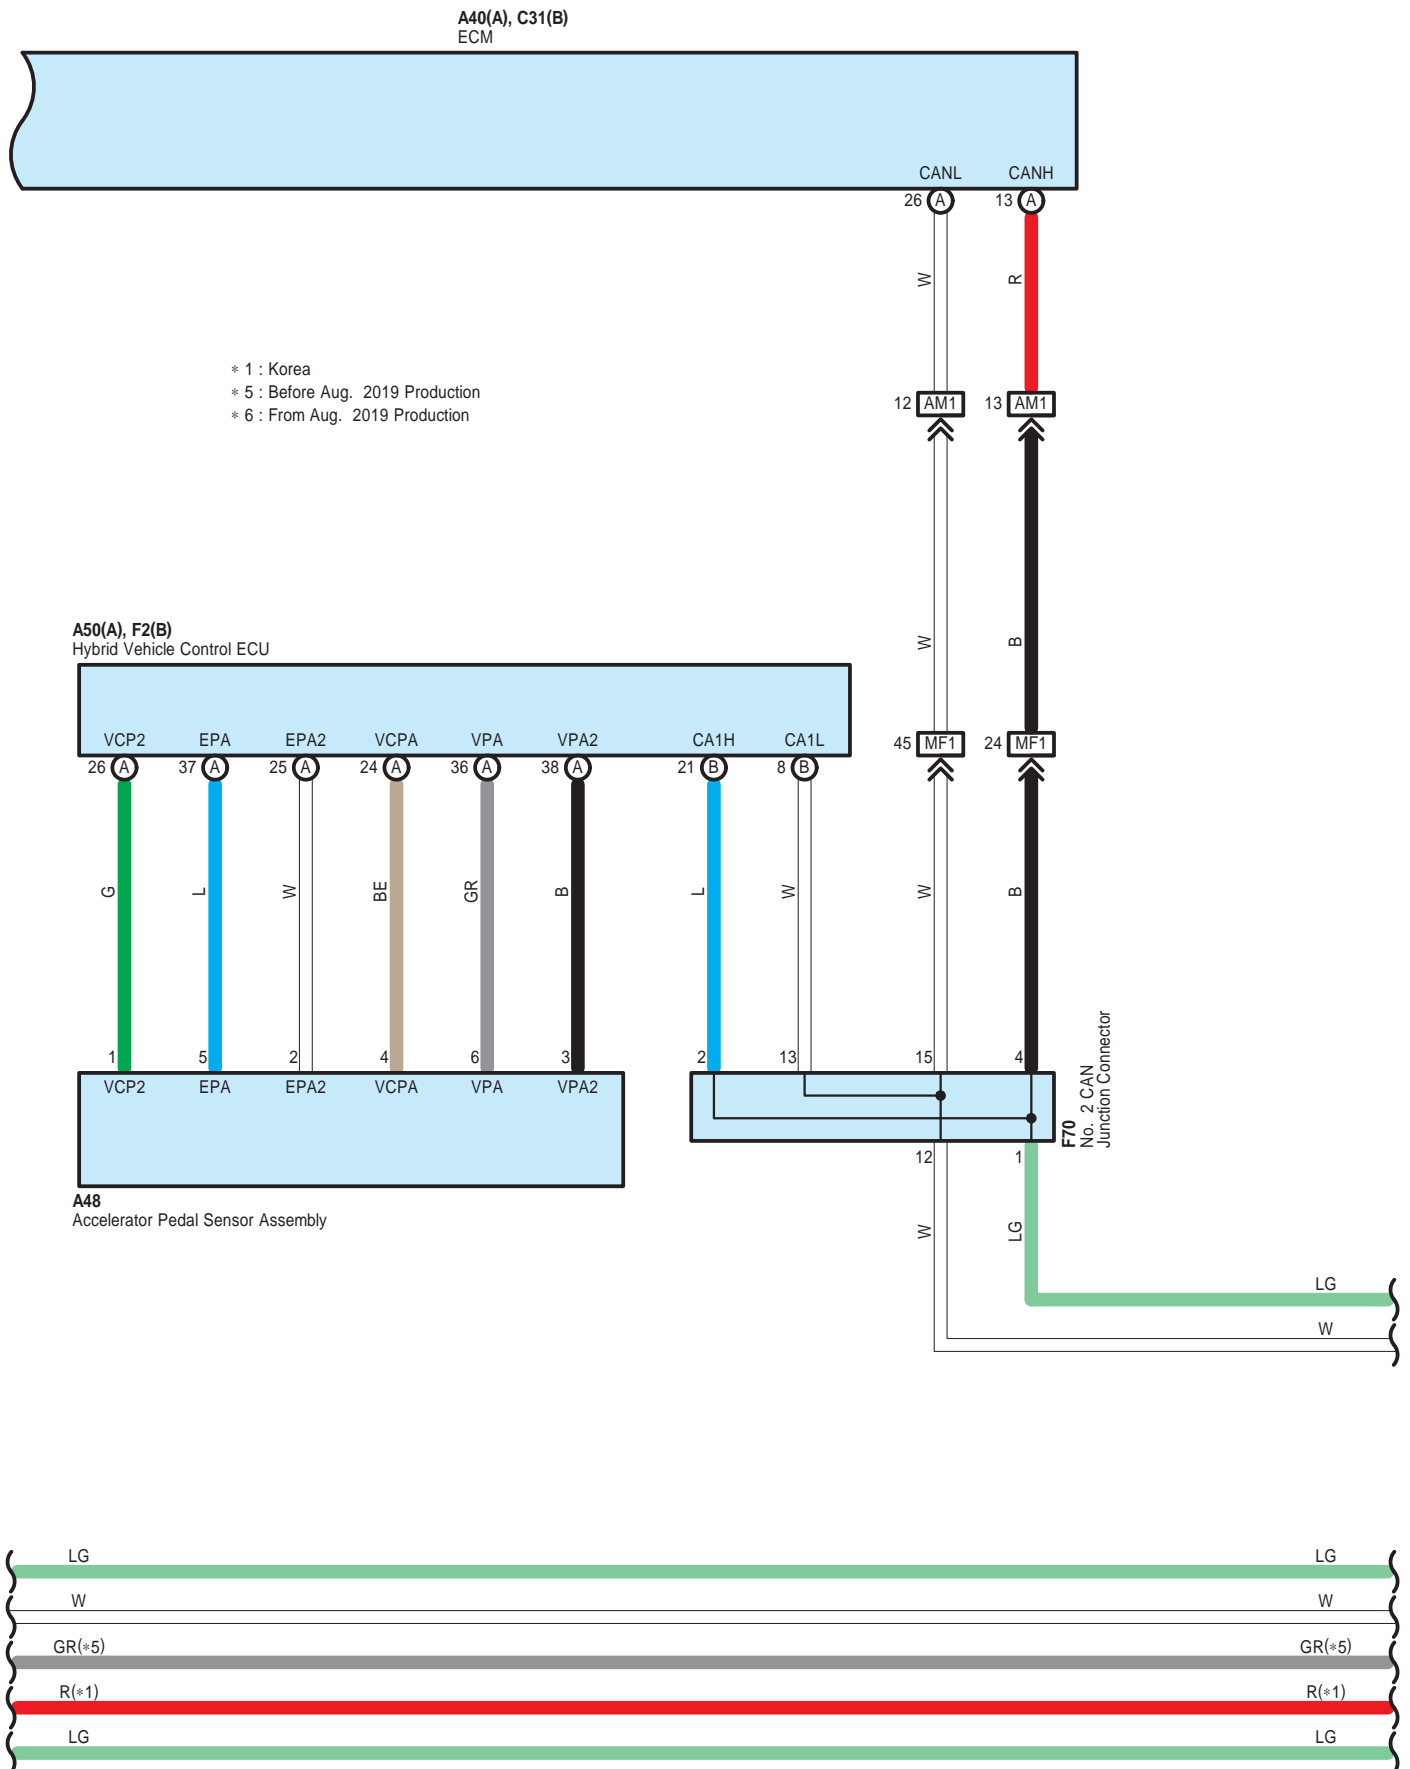 A40(A), C31(B)
ECM
CANL CANH
26 A 13 A
W R
∗ 1 : Korea
∗ 5 : Before Aug. 2019 Production
∗ 6 : From Aug. 2019 Production
12 AM1 13 AM1
W B
A50(A), F2(B)
Hybrid Vehicle Control ECU
VCP2 EPA EPA2 VCPA VPA VPA2 CA1H CA1L
26 A 37 A 25 A 24 A 36 A 38 A 21 B 8 B
45 MF1 24 MF1
G L W BE GR B L W W B
1 5 2 4 6 3 2 13 15 4
VCP2 EPA EPA2 VCPA VPA VPA2
F70
No. 2 CAN
Junction Connector
12 1
A48
Accelerator Pedal Sensor Assembly
W LG
LG
W
LG LG
W W
GR(∗5) GR(∗5)
R(∗1) R(∗1)
LG LG